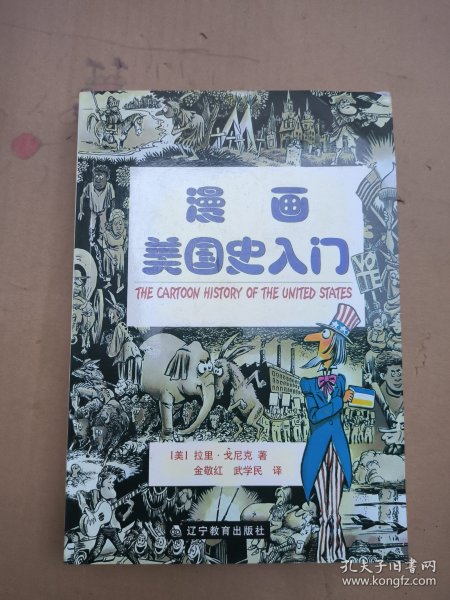 漫 画
美国史入门
THE CARTOON HISTORY OF THE UNITED STATES
VOTE
[美] 拉里·戈尼克 著
金敬红 武学民 译
辽宁教育出版社
孔夫子旧书网
www.kongfz.com